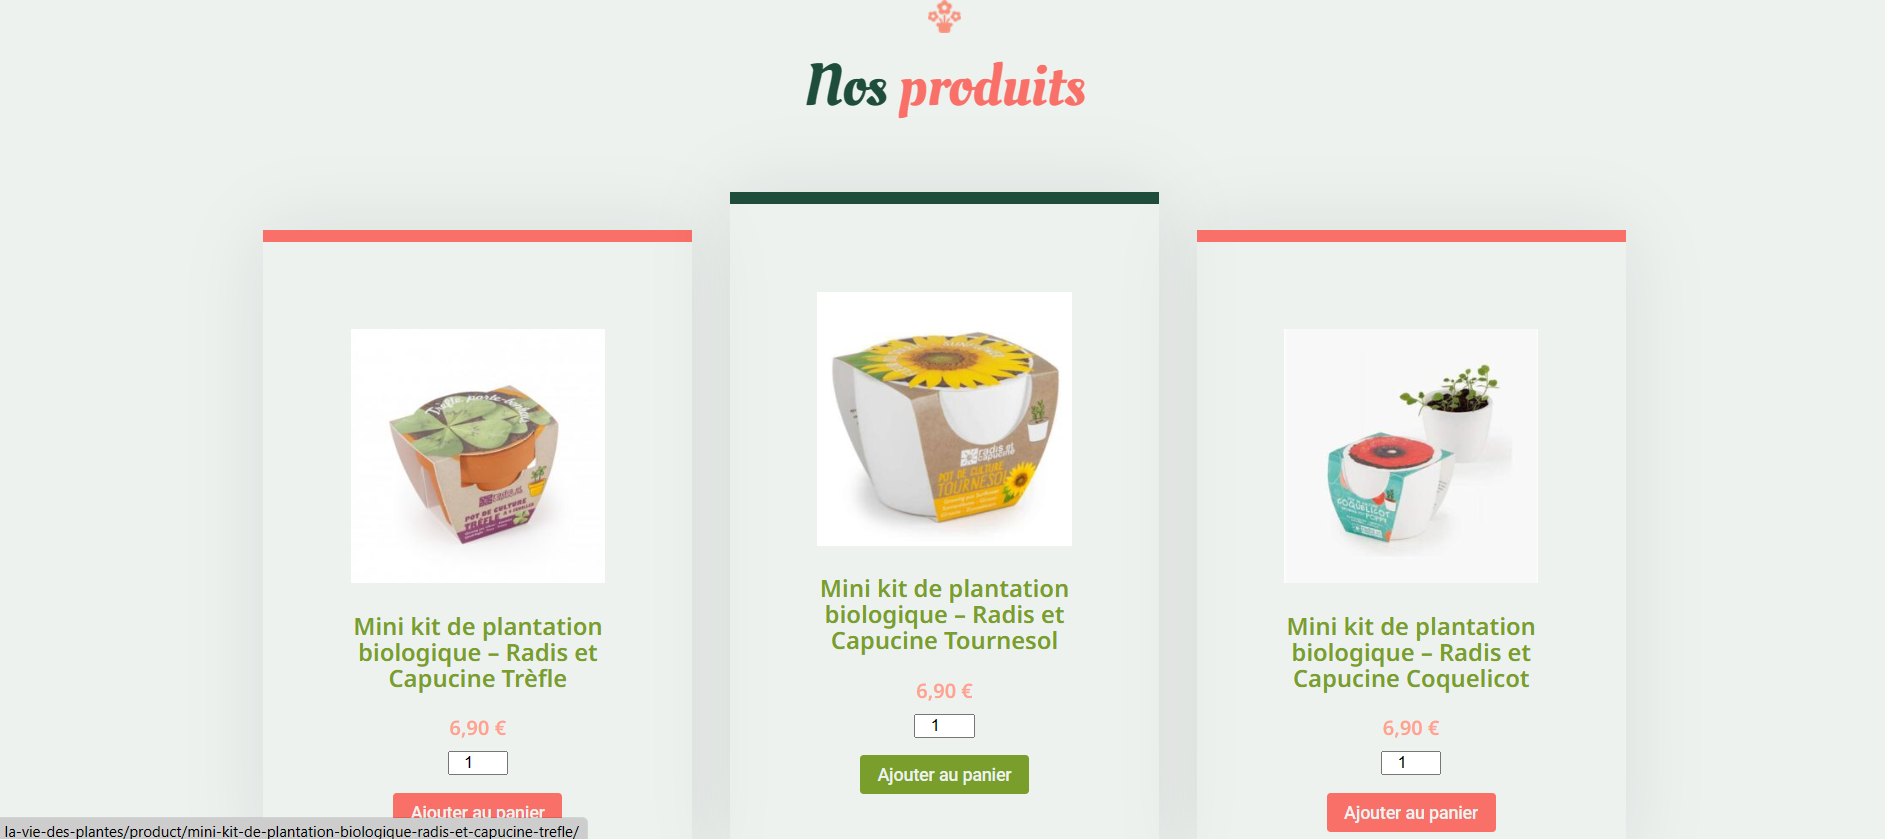 Nos produits
Trèfle porte-bonheur
radis et
capucine
POT DE CULTURE
TRÈFLE À 4 FEUILLES
Mini kit de plantation
biologique – Radis et
Capucine Trèfle
6,90 €
1
Ajouter au panier
radis et
capucine
POT DE CULTURE
TOURNESOL
Mini kit de plantation
biologique – Radis et
Capucine Tournesol
6,90 €
1
Ajouter au panier
COQUELICOT
Mini kit de plantation
biologique – Radis et
Capucine Coquelicot
6,90 €
1
Ajouter au panier
la-vie-des-plantes/product/mini-kit-de-plantation-biologique-radis-et-capucine-trefle/